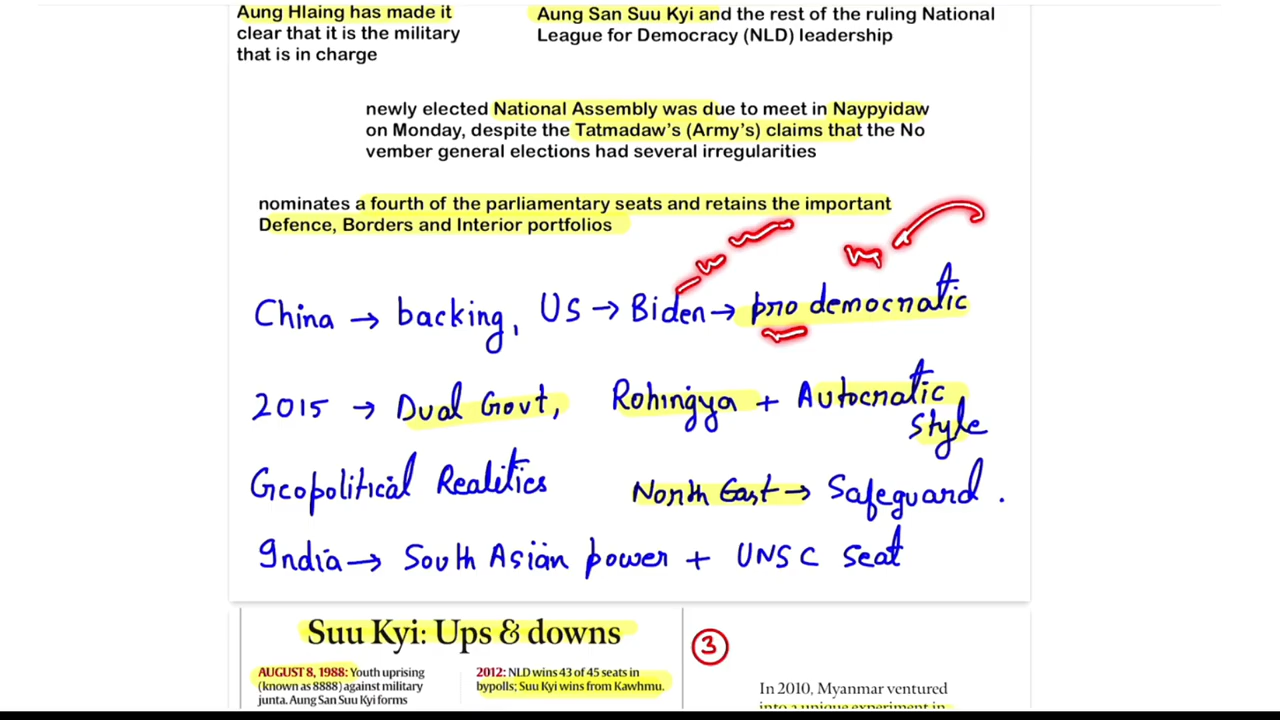 Aung Hlaing has made it
clear that it is the military
that is in charge
Aung San Suu Kyi and the rest of the ruling National
League for Democracy (NLD) leadership
newly elected National Assembly was due to meet in Naypyidaw
on Monday, despite the Tatmadaw's (Army's) claims that the No
vember general elections had several irregularities
nominates a fourth of the parliamentary seats and retains the important
Defence, Borders and Interior portfolios
China → backing, US → Biden → pro democratic
2015 → Dual Govt, Rohingya + Autocratic
Style
Geopolitical Realities North East → Safeguard.
India → South Asian power + UNSC seat
Suu Kyi: Ups & downs
AUGUST 8, 1988: Youth uprising
(known as 8888) against military
junta. Aung San Suu Kyi forms
2012: NLD wins 43 of 45 seats in
bypolls; Suu Kyi wins from Kawhmu.
3
In 2010, Myanmar ventured
into a unique experiment in